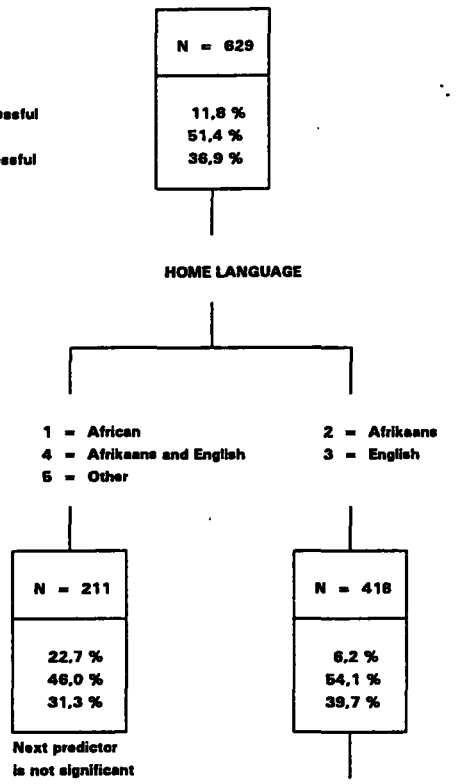 N = 629
essful 11,8 %
51,4 %
essful 36,9 %
HOME LANGUAGE
1 = African
4 = Afrikaans and English
5 = Other
2 = Afrikaans
3 = English
N = 211
22,7 %
46,0 %
31,3 %
Next predictor
is not significant
N = 418
6,2 %
54,1 %
39,7 %